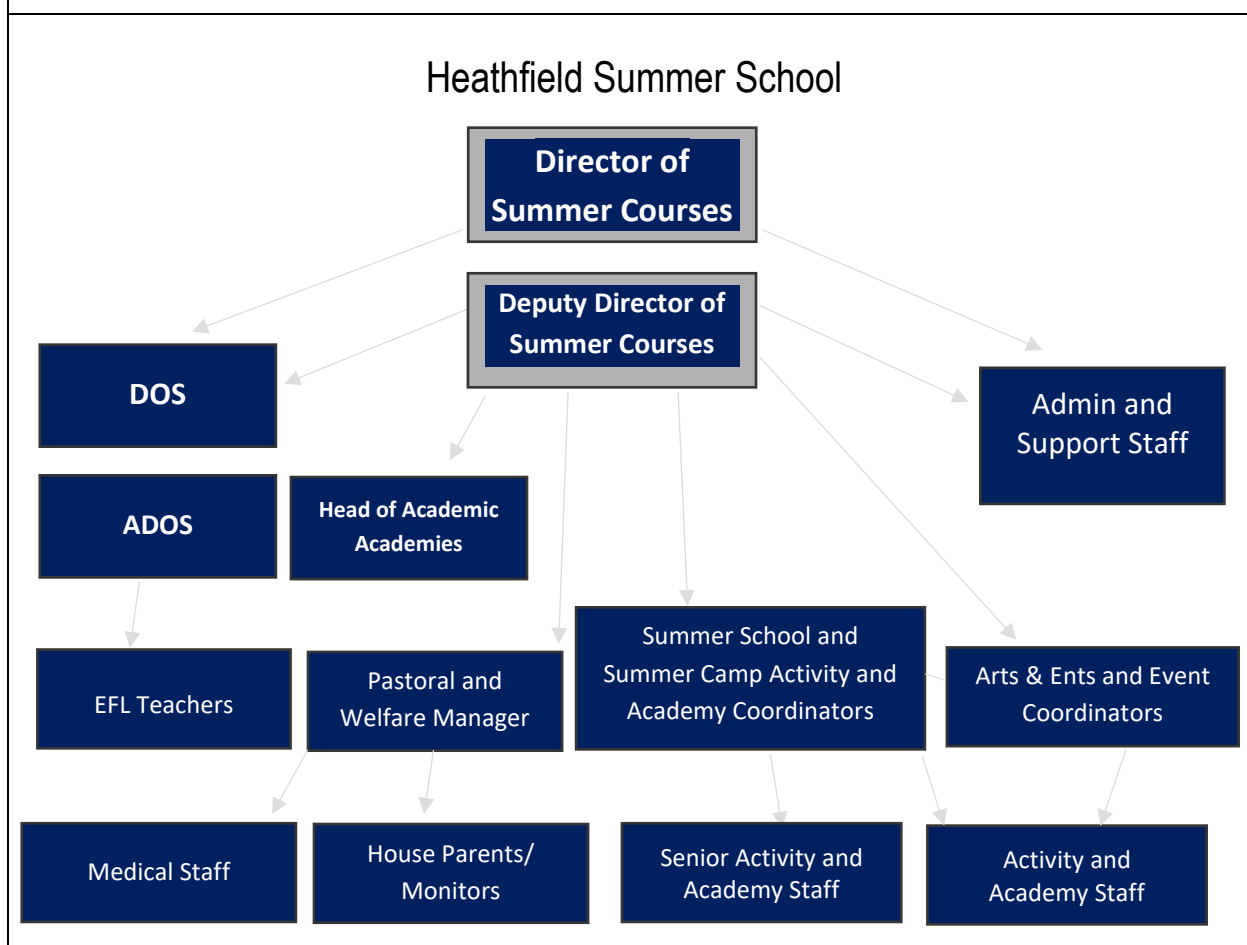 Heathfield Summer School
Director of
Summer Courses
Deputy Director of
Summer Courses
DOS
Admin and
Support Staff
ADOS
Head of Academic
Academies
EFL Teachers
Pastoral and
Welfare Manager
Summer School and
Summer Camp Activity and
Academy Coordinators
Arts & Ents and Event
Coordinators
Medical Staff
House Parents/
Monitors
Senior Activity and
Academy Staff
Activity and
Academy Staff